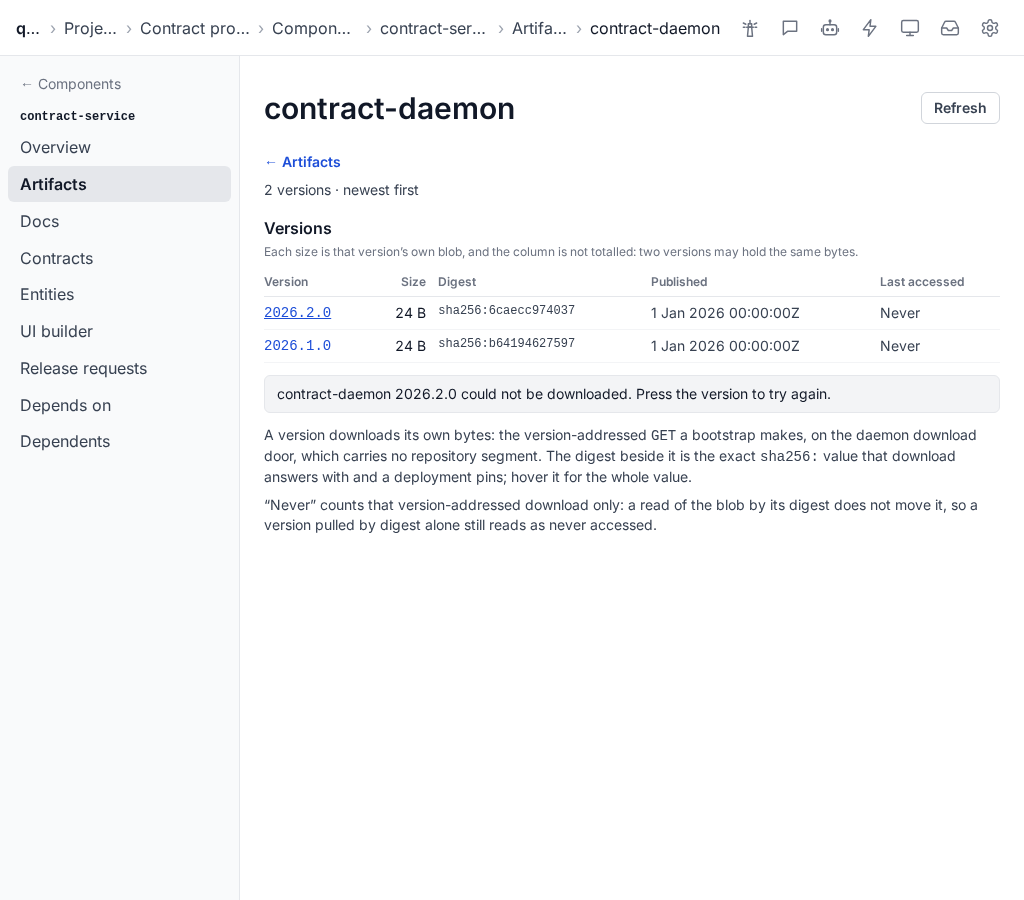 q... › Proje... › Contract pro... › Compon... › contract-ser... › Artifa... › contract-daemon
← Components
contract-service
Overview
Artifacts
Docs
Contracts
Entities
UI builder
Release requests
Depends on
Dependents
contract-daemon
Refresh
← Artifacts
2 versions · newest first
Versions
Each size is that version’s own blob, and the column is not totalled: two versions may hold the same bytes.
Version Size Digest Published Last accessed
2026.2.0 24 B sha256:6caecc974037 1 Jan 2026 00:00:00Z Never
2026.1.0 24 B sha256:b64194627597 1 Jan 2026 00:00:00Z Never
contract-daemon 2026.2.0 could not be downloaded. Press the version to try again.
A version downloads its own bytes: the version-addressed GET a bootstrap makes, on the daemon download
door, which carries no repository segment. The digest beside it is the exact sha256: value that download
answers with and a deployment pins; hover it for the whole value.
“Never” counts that version-addressed download only: a read of the blob by its digest does not move it, so a
version pulled by digest alone still reads as never accessed.